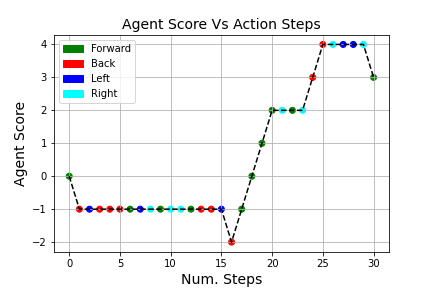 Agent Score Vs Action Steps
Agent Score
4
3
2
1
0
−1
−2
Forward
Back
Left
Right
0 5 10 15 20 25 30
Num. Steps